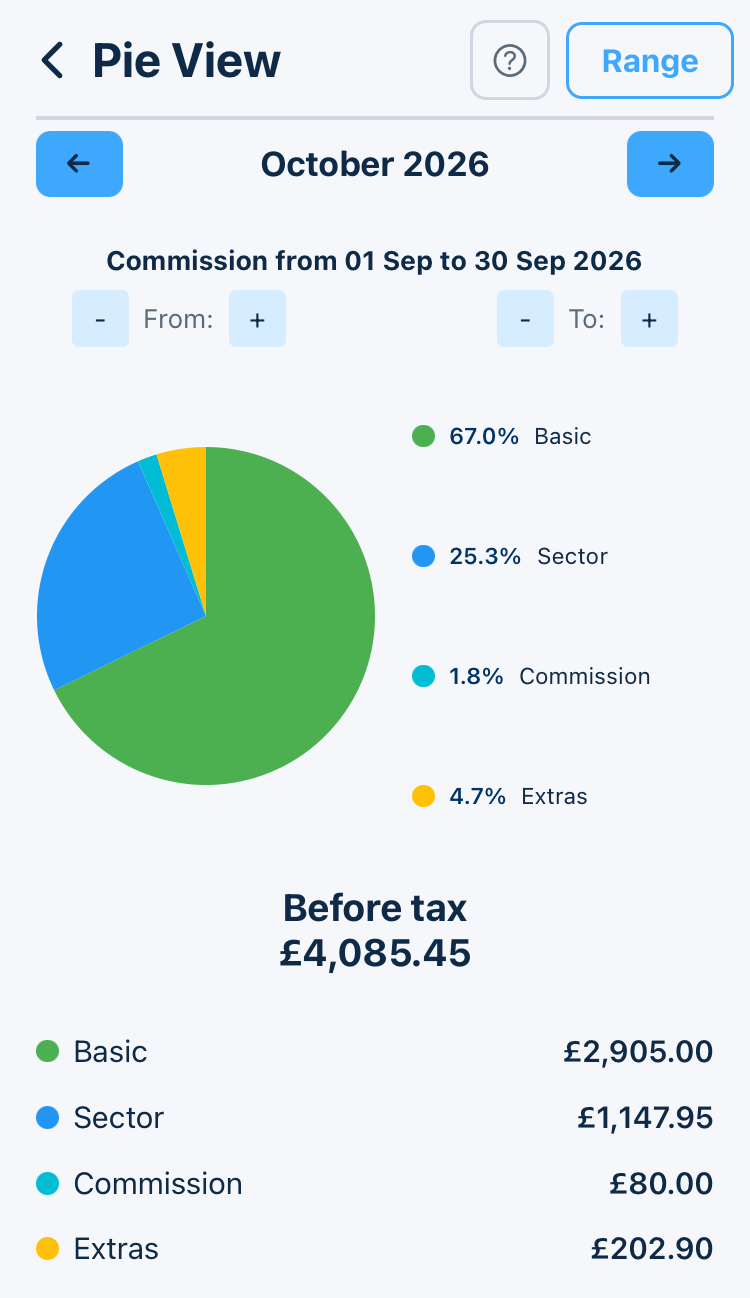 Pie View
?
Range
←
October 2026
→
Commission from 01 Sep to 30 Sep 2026
- From: +
- To: +
67.0% Basic
25.3% Sector
1.8% Commission
4.7% Extras
Before tax
£4,085.45
Basic £2,905.00
Sector £1,147.95
Commission £80.00
Extras £202.90